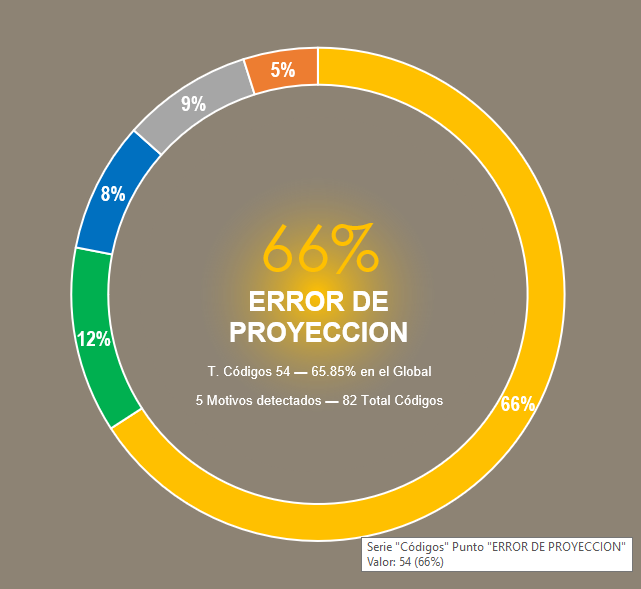 5%
9%
8%
12%
66%
66%
ERROR DE
PROYECCION
T. Códigos 54 — 65.85% en el Global
5 Motivos detectados — 82 Total Códigos
Serie "Códigos" Punto "ERROR DE PROYECCION"
Valor: 54 (66%)